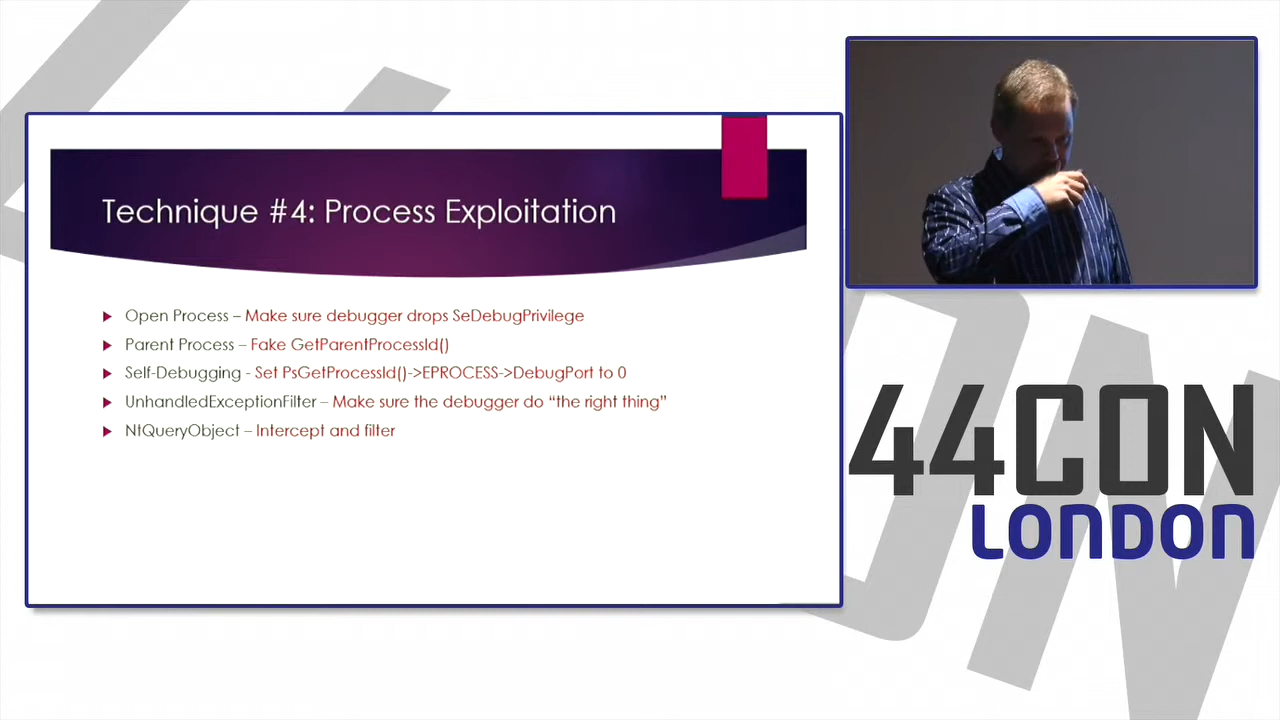 Technique #4: Process Exploitation
Open Process – Make sure debugger drops SeDebugPrivilege
Parent Process – Fake GetParentProcessId()
Self-Debugging - Set PsGetProcessId()->EPROCESS->DebugPort to 0
UnhandledExceptionFilter – Make sure the debugger do “the right thing”
NtQueryObject – Intercept and filter
44CON
LONDON